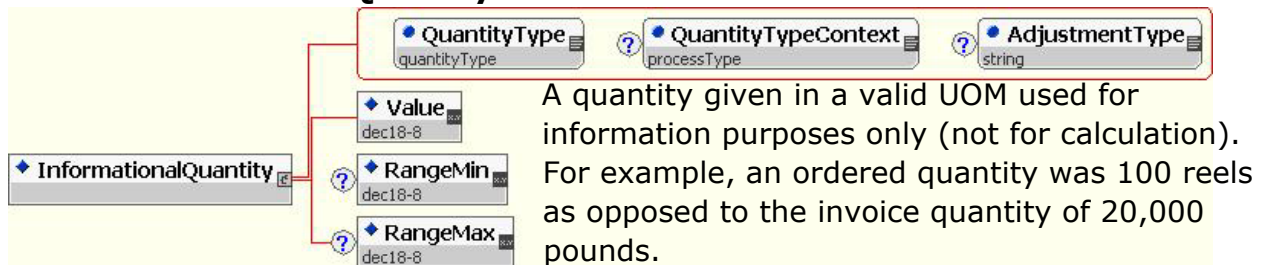 QuantityType
quantityType
? QuantityTypeContext
processType
? AdjustmentType
string
Value
dec18-8
InformationalQuantity
? RangeMin
dec18-8
? RangeMax
dec18-8
A quantity given in a valid UOM used for
information purposes only (not for calculation).
For example, an ordered quantity was 100 reels
as opposed to the invoice quantity of 20,000
pounds.